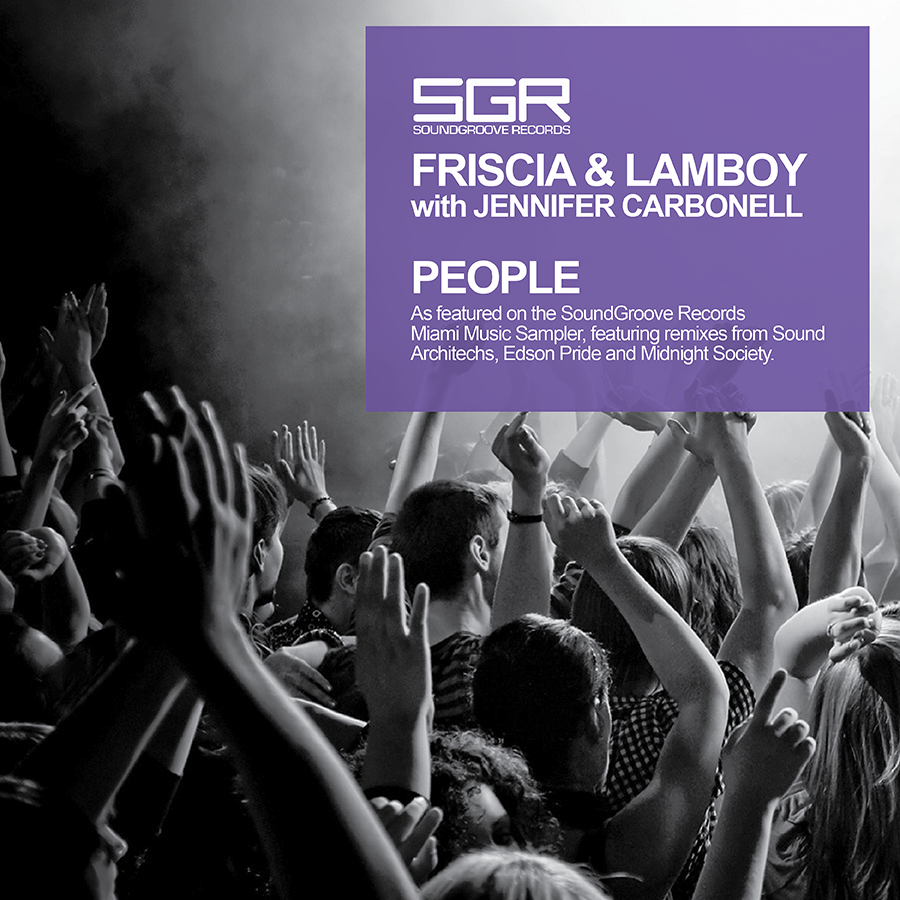 SGR
SOUNDGROOVE RECORDS
FRISCIA & LAMBOY
with JENNIFER CARBONELL
PEOPLE
As featured on the SoundGroove Records
Miami Music Sampler, featuring remixes from Sound
Architechs, Edson Pride and Midnight Society.